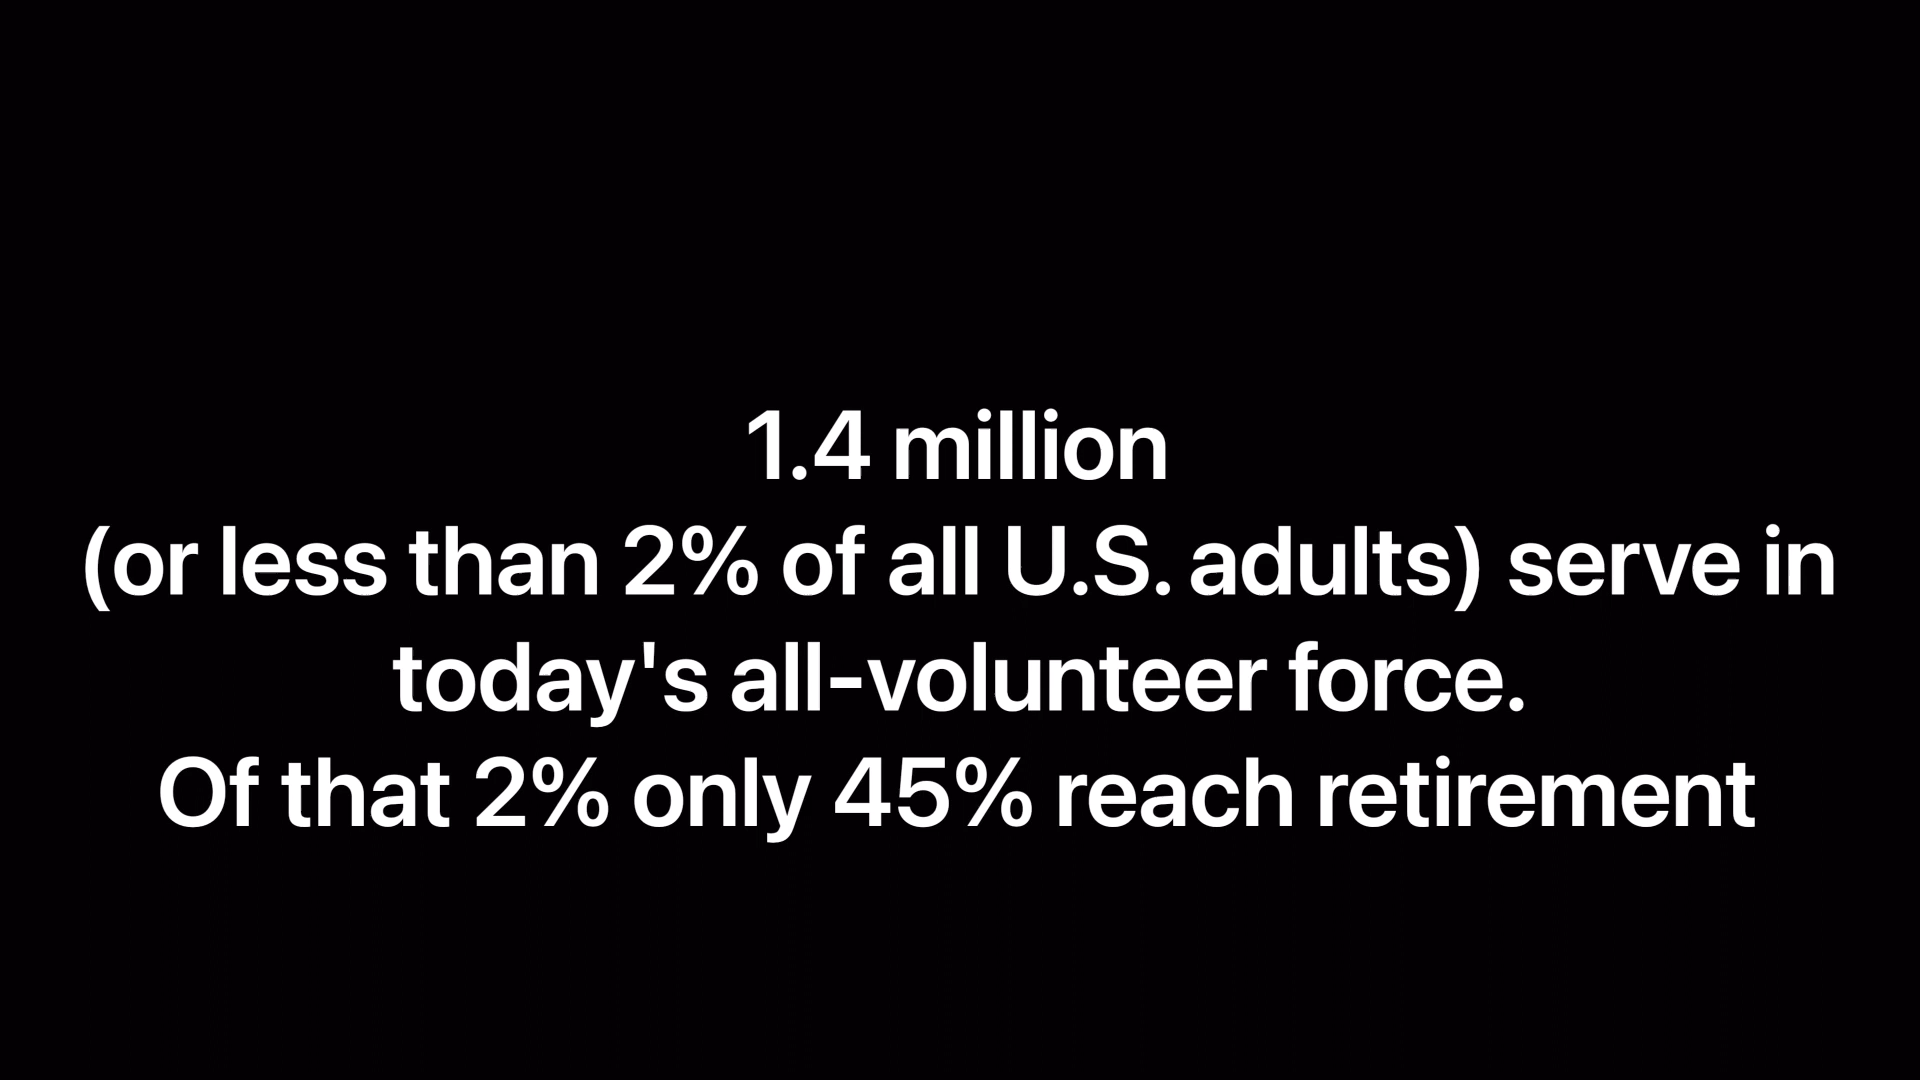 1.4 million
(or less than 2% of all U.S. adults) serve in
today's all-volunteer force.
Of that 2% only 45% reach retirement